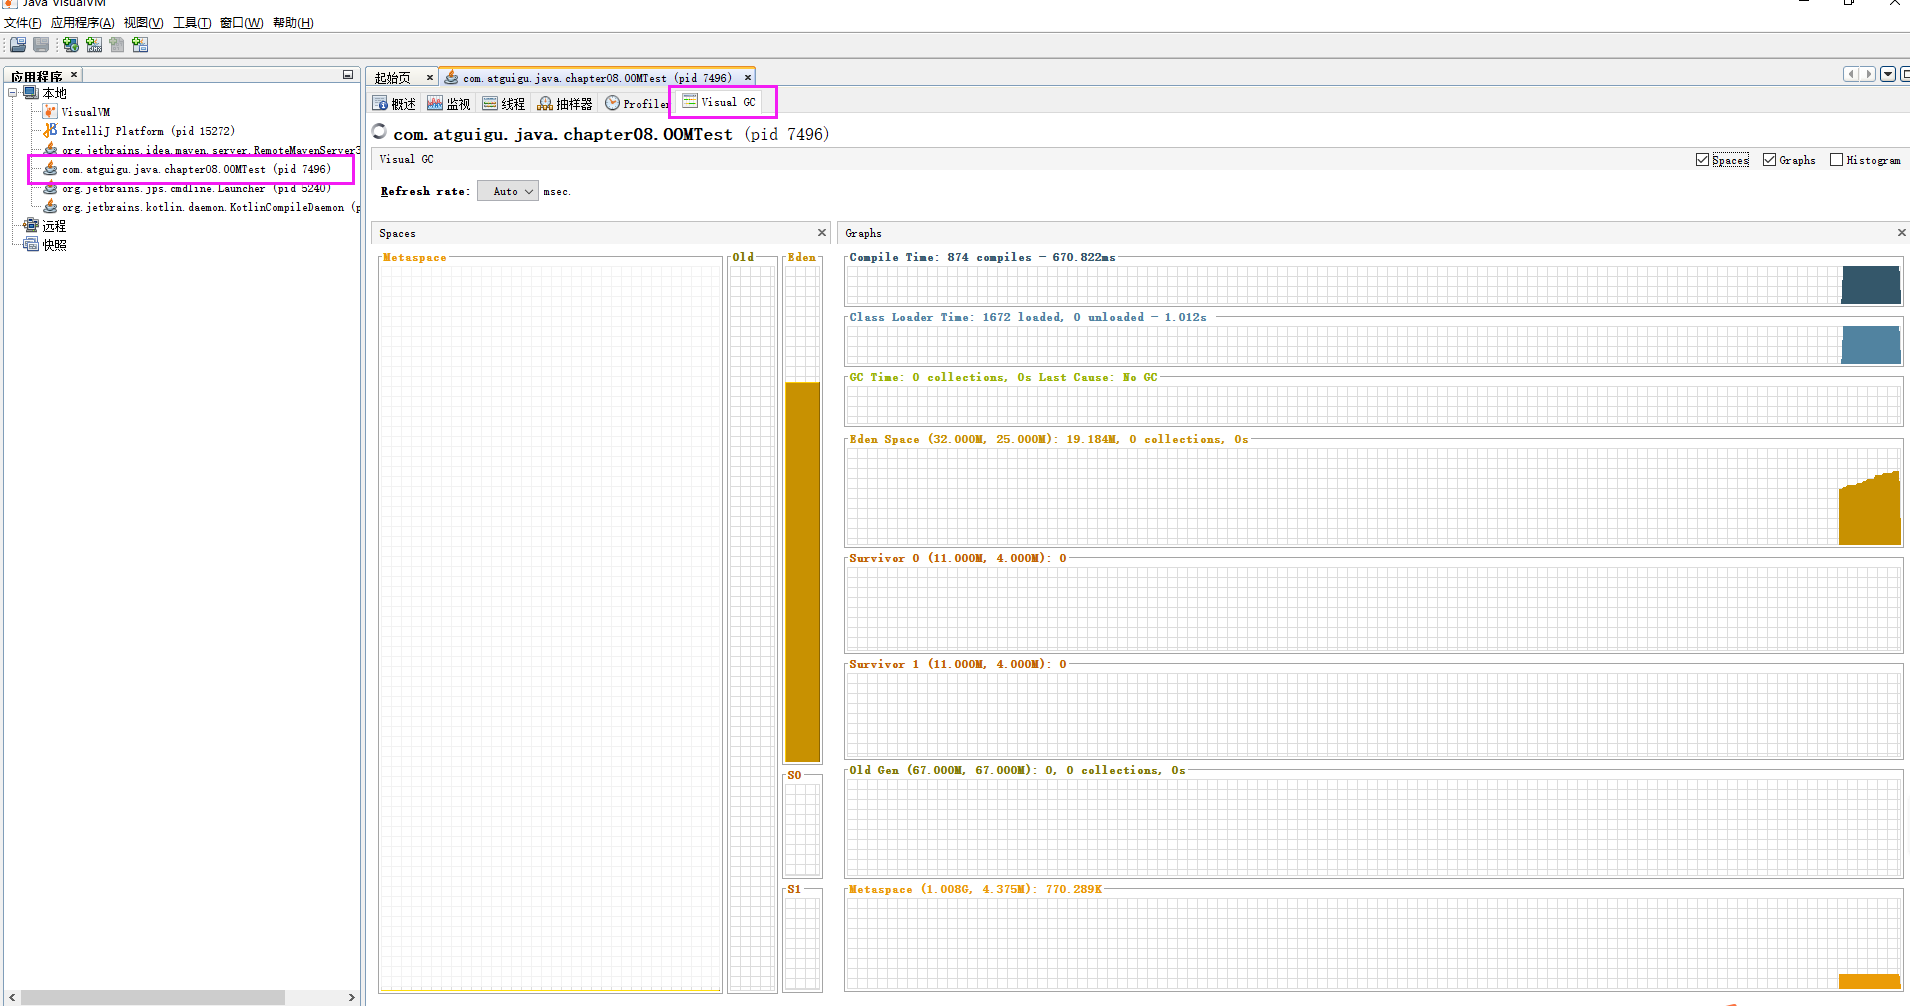 Java VisualVM
文件(F) 应用程序(A) 视图(V) 工具(T) 窗口(W) 帮助(H)
应用程序
本地
VisualVM
IntelliJ Platform (pid 15272)
org.jetbrains.idea.maven.server.RemoteMavenServer3
com.atguigu.java.chapter08.OOMTest (pid 7496)
org.jetbrains.jps.cmdline.Launcher (pid 5240)
org.jetbrains.kotlin.daemon.KotlinCompileDaemon (p
远程
快照
起始页 com.atguigu.java.chapter08.OOMTest (pid 7496)
概述 监视 线程 抽样器 Profiler Visual GC
com.atguigu.java.chapter08.OOMTest (pid 7496)
Visual GC Spaces Graphs Histogram
Refresh rate: Auto msec.
Spaces
Metaspace Old Eden
S0
S1
Graphs
Compile Time: 874 compiles - 670.822ms
Class Loader Time: 1672 loaded, 0 unloaded - 1.012s
GC Time: 0 collections, 0s Last Cause: No GC
Eden Space (32.000M, 25.000M): 19.184M, 0 collections, 0s
Survivor 0 (11.000M, 4.000M): 0
Survivor 1 (11.000M, 4.000M): 0
Old Gen (67.000M, 67.000M): 0, 0 collections, 0s
Metaspace (1.008G, 4.375M): 770.289K